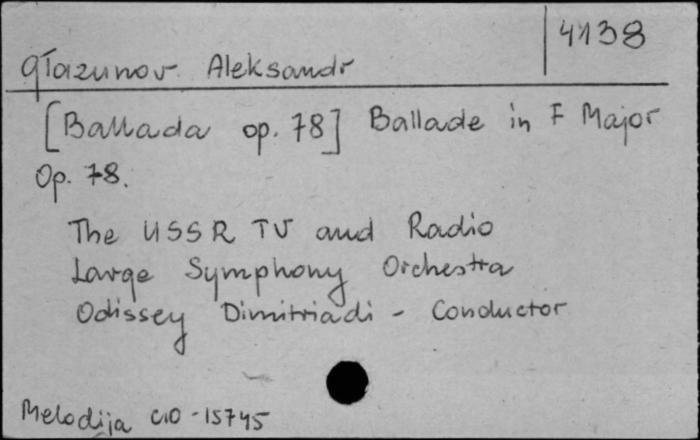 4138
Głazunov Aleksandr
[Ballada op. 78] Ballade in F Major
Op. 78.
The USSR TV and Radio
Large Symphony Orchestra
Odissey Dimitriadi - Conductor
Melodija C10-15745